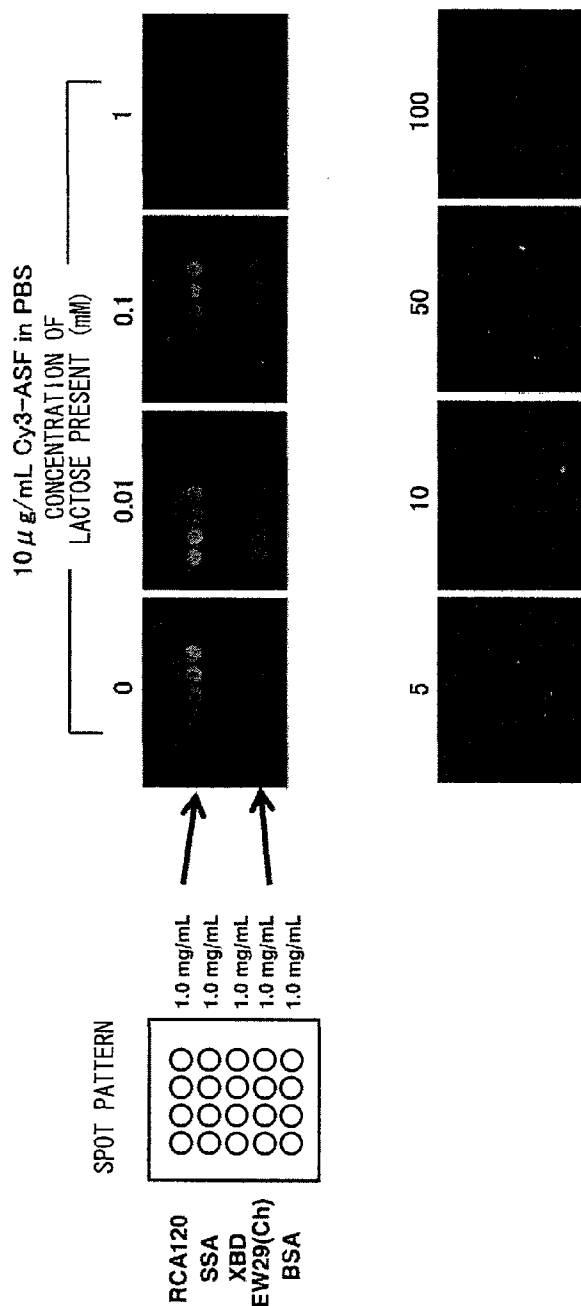 10 μg/mL Cy3-ASF in PBS
CONCENTRATION OF
LACTOSE PRESENT (mM)
0
0.01
0.1
1
SPOT PATTERN
RCA120
SSA
XBD
EW29(Ch)
BSA
1.0 mg/mL
1.0 mg/mL
1.0 mg/mL
1.0 mg/mL
1.0 mg/mL
5
10
50
100